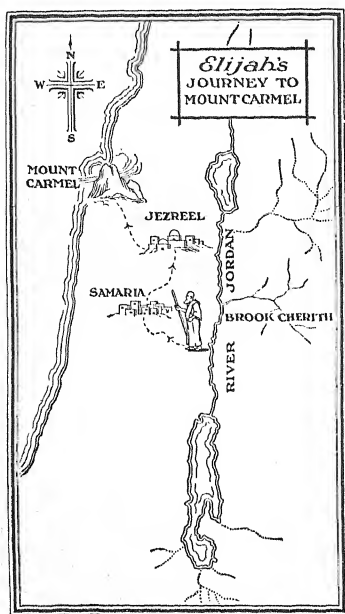 Elijah's
JOURNEY TO
MOUNT CARMEL
N
W E
S
MOUNT
CARMEL
JEZREEL
SAMARIA
BROOK CHERITH
RIVER JORDAN